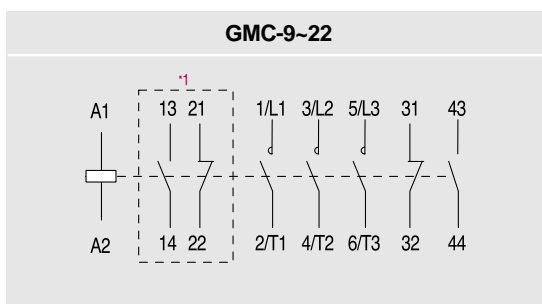 GMC-9~22
*1
A1 13 21 1/L1 3/L2 5/L3 31 43
A2 14 22 2/T1 4/T2 6/T3 32 44